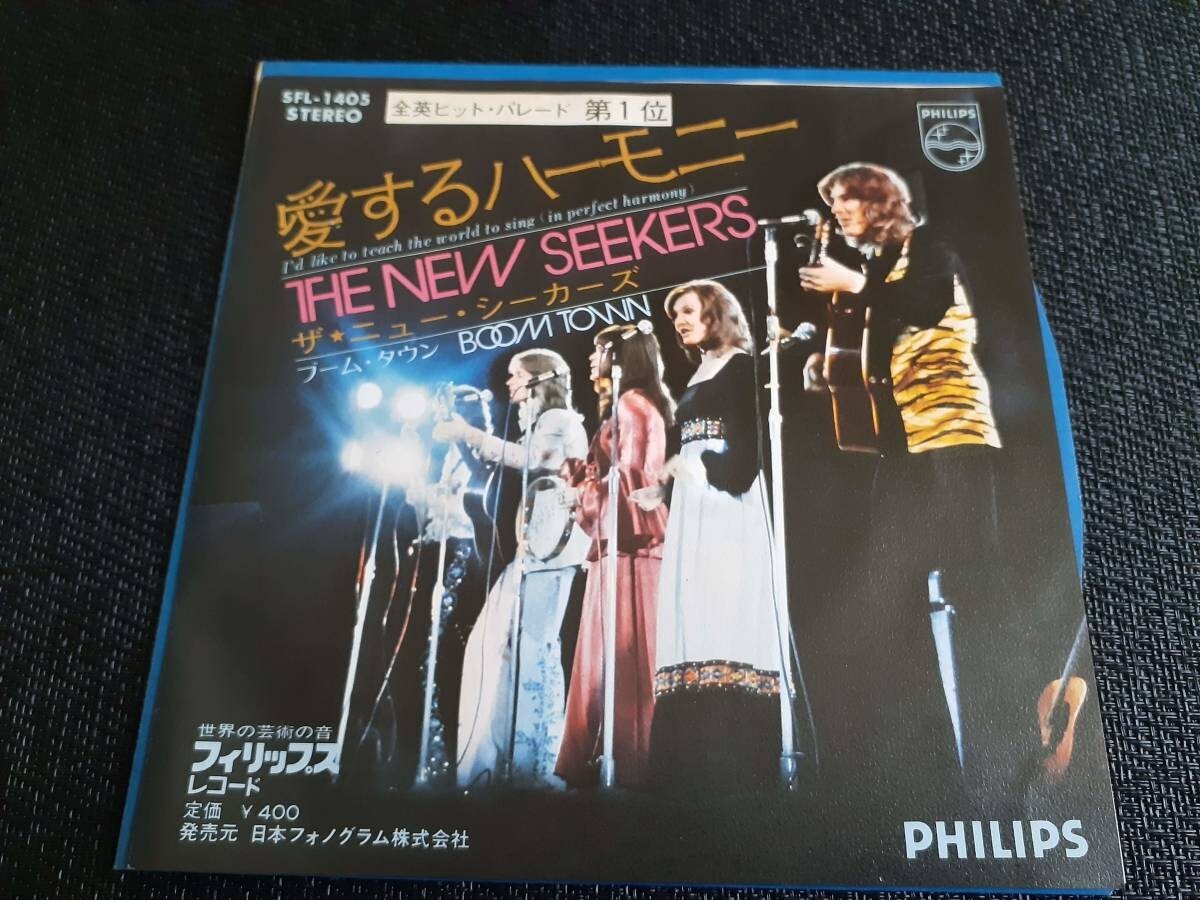 SFL-1405
STEREO
全英ヒット・パレード 第1位
PHILIPS
愛するハーモニー
I'd like to teach the world to sing (in perfect harmony)
THE NEW SEEKERS
ザ★ニュー・シーカーズ
ブーム・タウン BOOM TOWN
世界の芸術の音
フィリップス
レコード
定価 ¥400
発売元 日本フォノグラム株式会社
PHILIPS